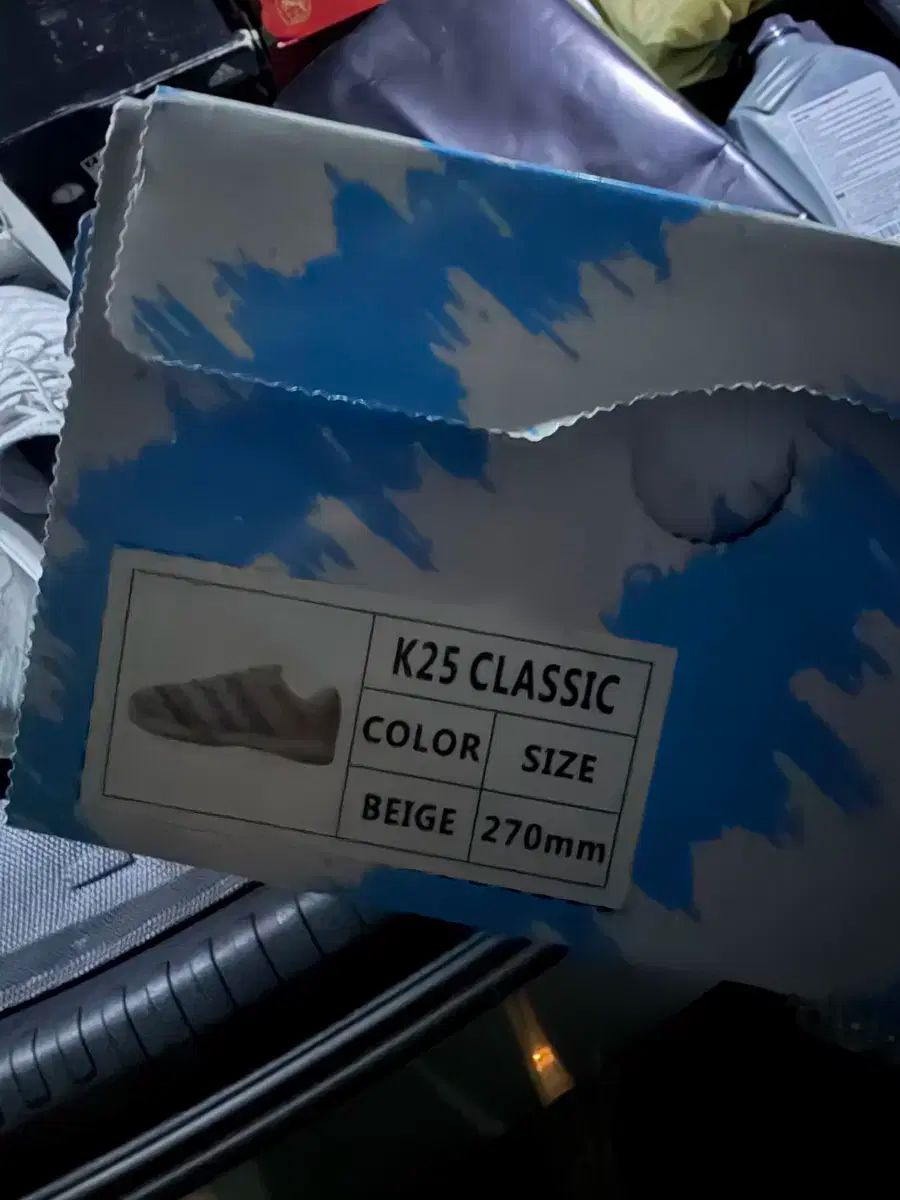 K25 CLASSIC
COLOR SIZE
BEIGE 270mm